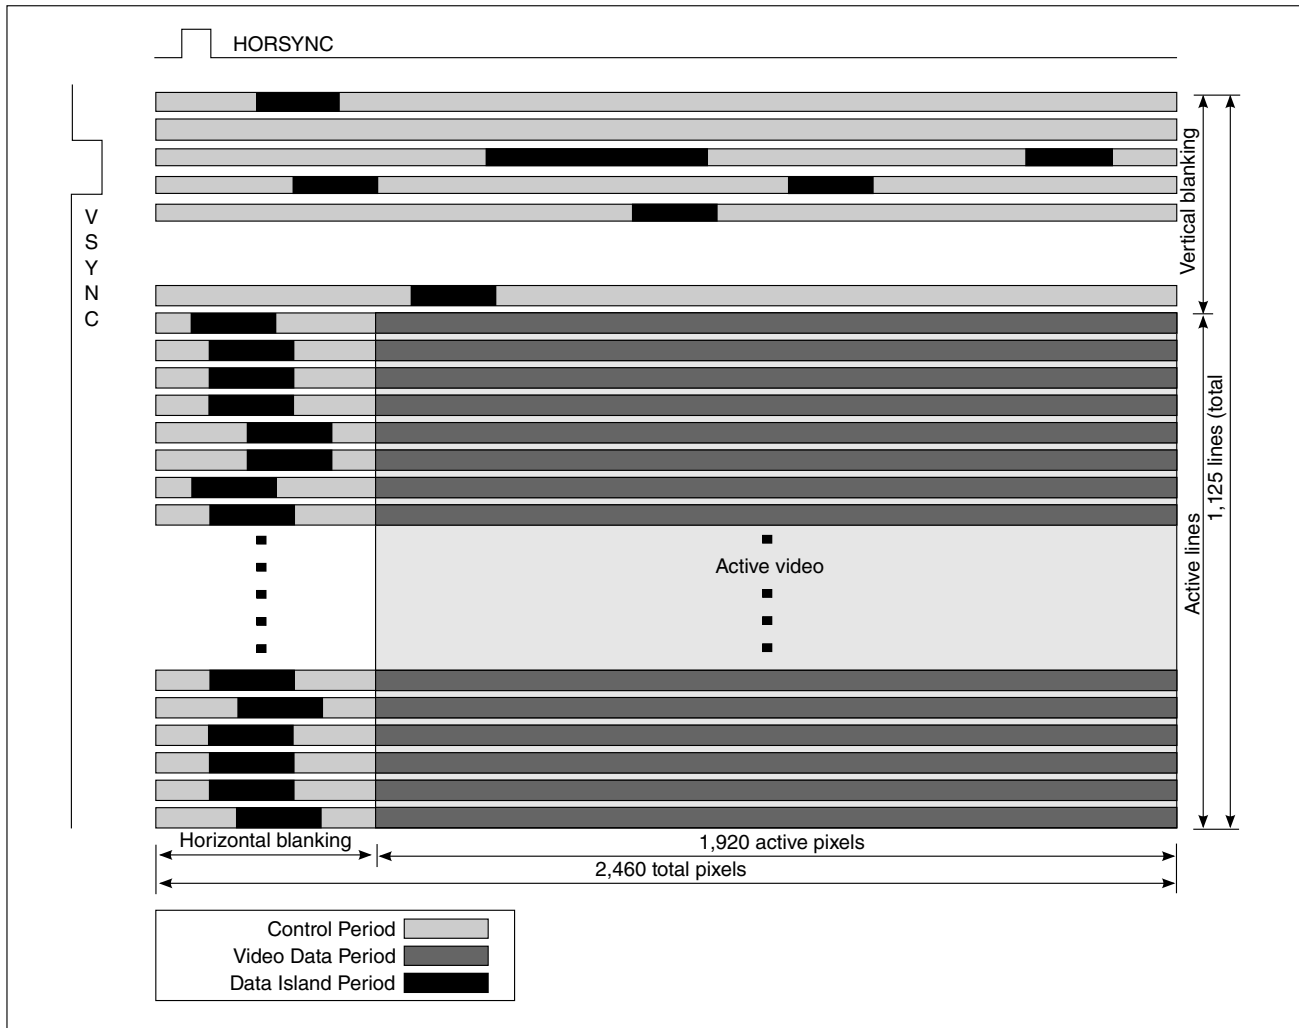 HORSYNC
V
S
Y
N
C
Vertical blanking
Active lines
1,125 lines (total
Active video
Horizontal blanking
1,920 active pixels
2,460 total pixels
Control Period
Video Data Period
Data Island Period